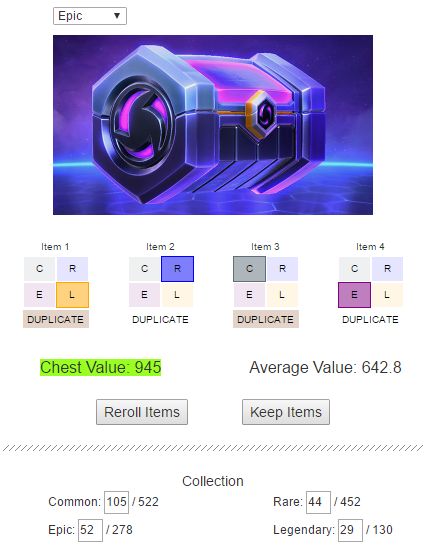 Epic
Item 1 Item 2 Item 3 Item 4
C R C R C R C R
E L E L E L E L
DUPLICATE DUPLICATE DUPLICATE DUPLICATE
Chest Value: 945 Average Value: 642.8
Reroll Items Keep Items
Collection
Common: 105 / 522 Rare: 44 / 452
Epic: 52 / 278 Legendary: 29 / 130